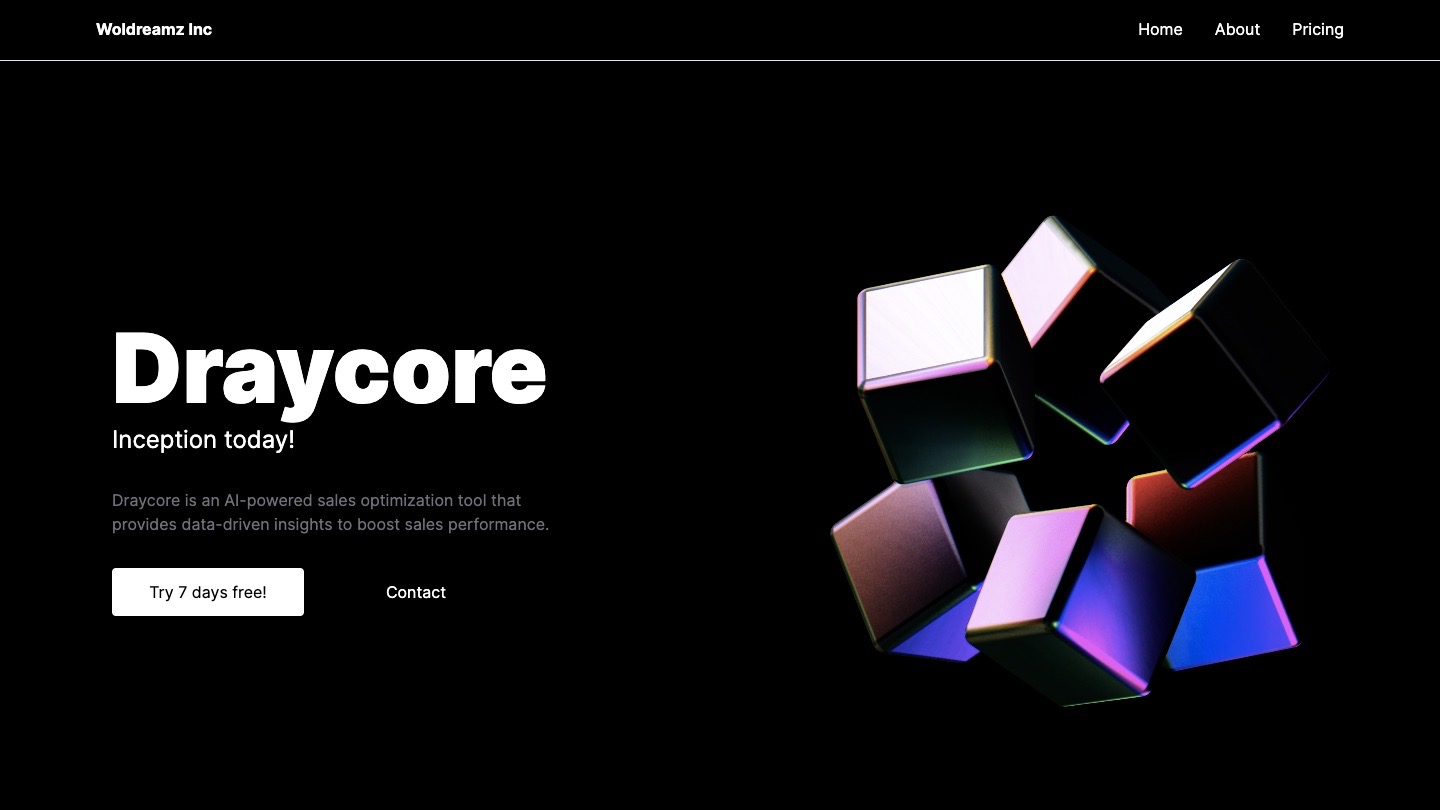 Woldreamz Inc
Home About Pricing
Draycore
Inception today!
Draycore is an AI-powered sales optimization tool that
provides data-driven insights to boost sales performance.
Try 7 days free! Contact